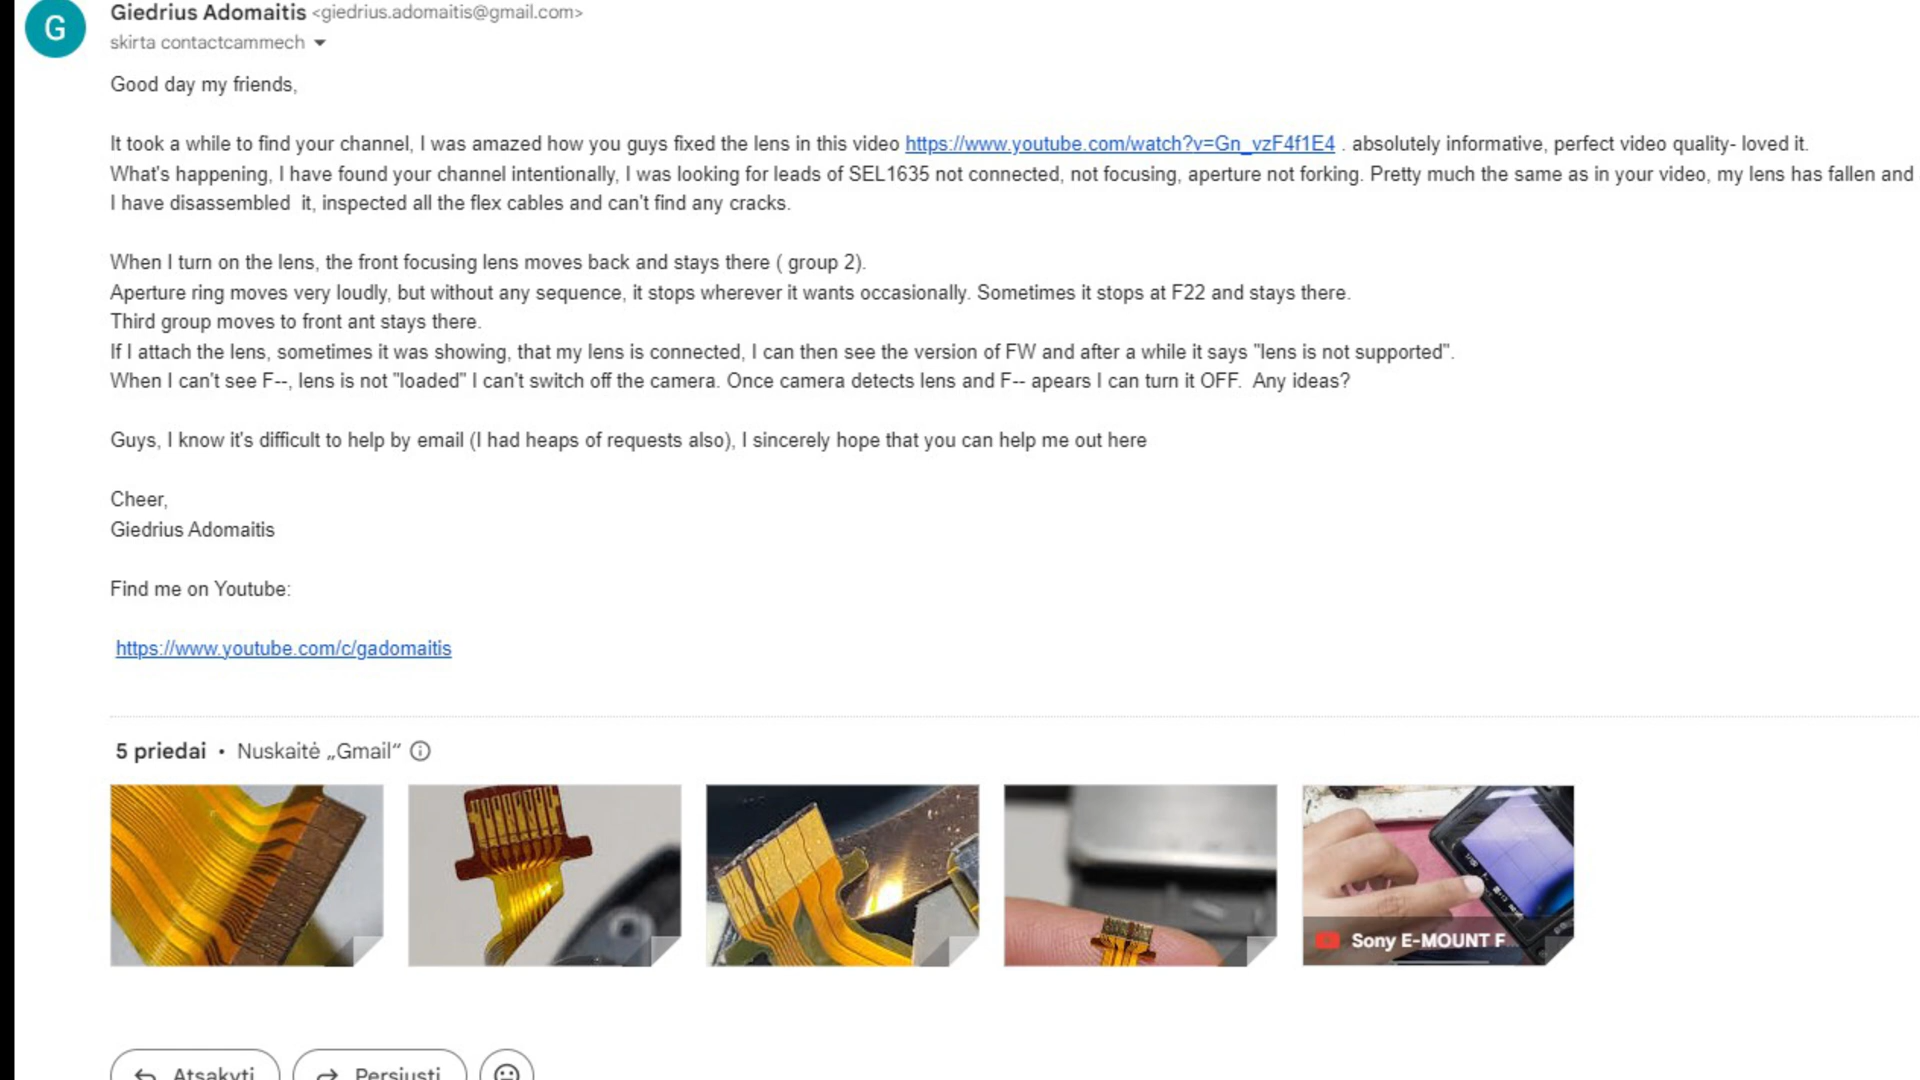 G
Giedrius Adomaitis <giedrius.adomaitis@gmail.com>
skirta contactcammech
Good day my friends,
It took a while to find your channel, I was amazed how you guys fixed the lens in this video https://www.youtube.com/watch?v=Gn_vzF4f1E4 . absolutely informative, perfect video quality- loved it.
What's happening, I have found your channel intentionally, I was looking for leads of SEL1635 not connected, not focusing, aperture not forking. Pretty much the same as in your video, my lens has fallen and
I have disassembled  it, inspected all the flex cables and can't find any cracks.
When I turn on the lens, the front focusing lens moves back and stays there ( group 2).
Aperture ring moves very loudly, but without any sequence, it stops wherever it wants occasionally. Sometimes it stops at F22 and stays there.
Third group moves to front ant stays there.
If I attach the lens, sometimes it was showing, that my lens is connected, I can then see the version of FW and after a while it says "lens is not supported".
When I can't see F--, lens is not "loaded" I can't switch off the camera. Once camera detects lens and F-- apears I can turn it OFF.  Any ideas?
Guys, I know it's difficult to help by email (I had heaps of requests also), I sincerely hope that you can help me out here
Cheer,
Giedrius Adomaitis
Find me on Youtube:
https://www.youtube.com/c/gadomaitis
5 priedai • Nuskaitė „Gmail“
Sony E-MOUNT F
Atsakyti
Persiųsti